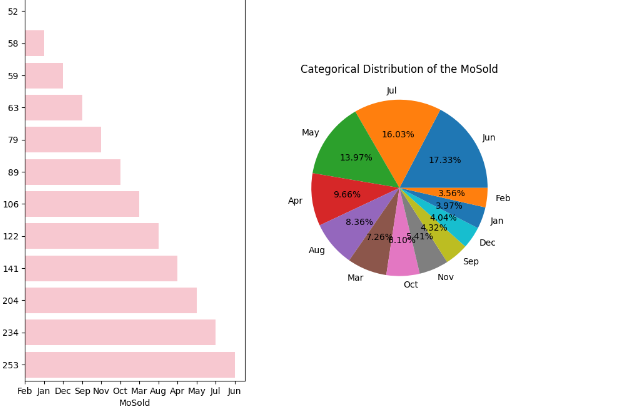 52
58
59
63
79
89
106
122
141
204
234
253
Feb Jan Dec Sep Nov Oct Mar Aug Apr May Jul Jun
MoSold
Categorical Distribution of the MoSold
Jul
16.03%
Jun
17.33%
May
13.97%
Apr
9.66%
Aug
8.36%
Mar
7.26%
Oct
6.10%
Nov
5.41%
Sep
4.32%
Dec
4.04%
Jan
3.97%
Feb
3.56%